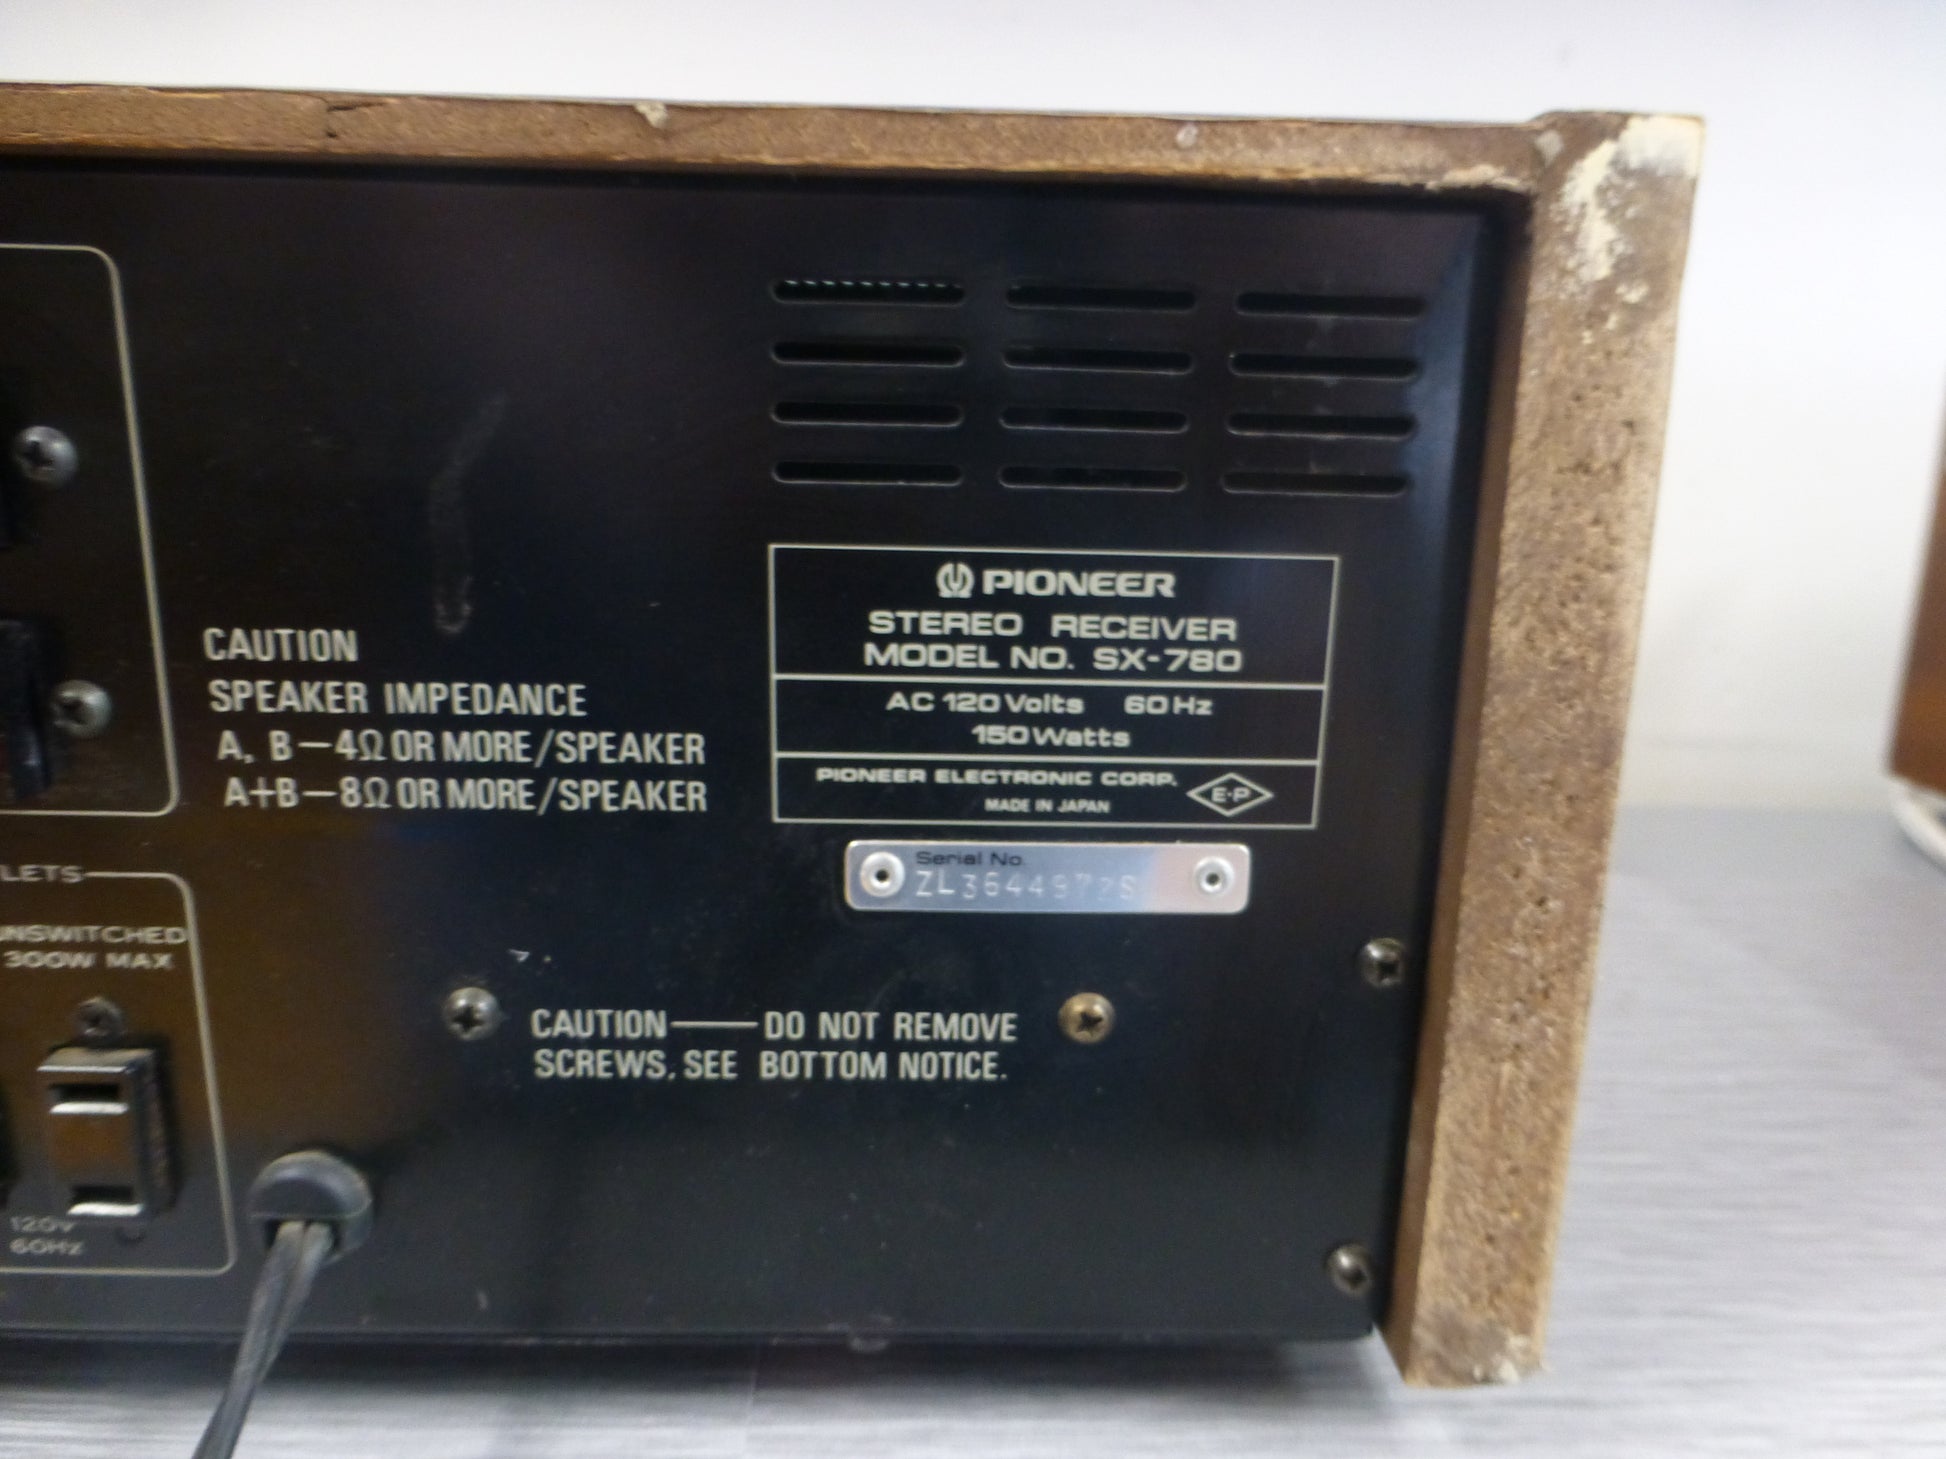 CAUTION
SPEAKER IMPEDANCE
A, B—4Ω OR MORE/SPEAKER
A+B—8Ω OR MORE/SPEAKER
PIONEER
STEREO RECEIVER
MODEL NO. SX-780
AC 120 Volts 60 Hz
150 Watts
PIONEER ELECTRONIC CORP.
MADE IN JAPAN
E-P
Serial No.
LETS
UNSWITCHED
300W MAX
120V
60Hz
CAUTION—DO NOT REMOVE
SCREWS. SEE BOTTOM NOTICE.